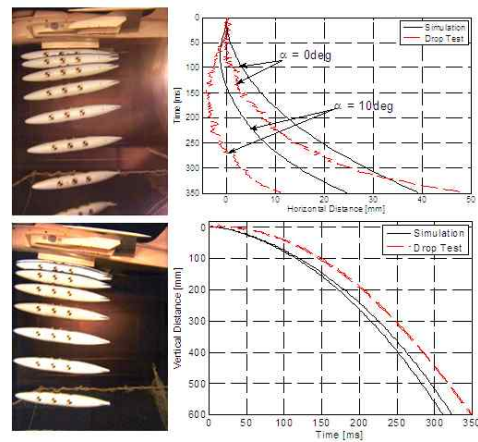 0
50
100
150
200
250
300
350
Time [ms]
Simulation
Drop Test
α = 0deg
α = 10deg
0 10 20 30 40 50 60
Horizontal Distance [mm]
0
100
200
300
400
500
600
Vertical Distance [mm]
Simulation
Drop Test
0 50 100 150 200 250 300 350
Time [ms]